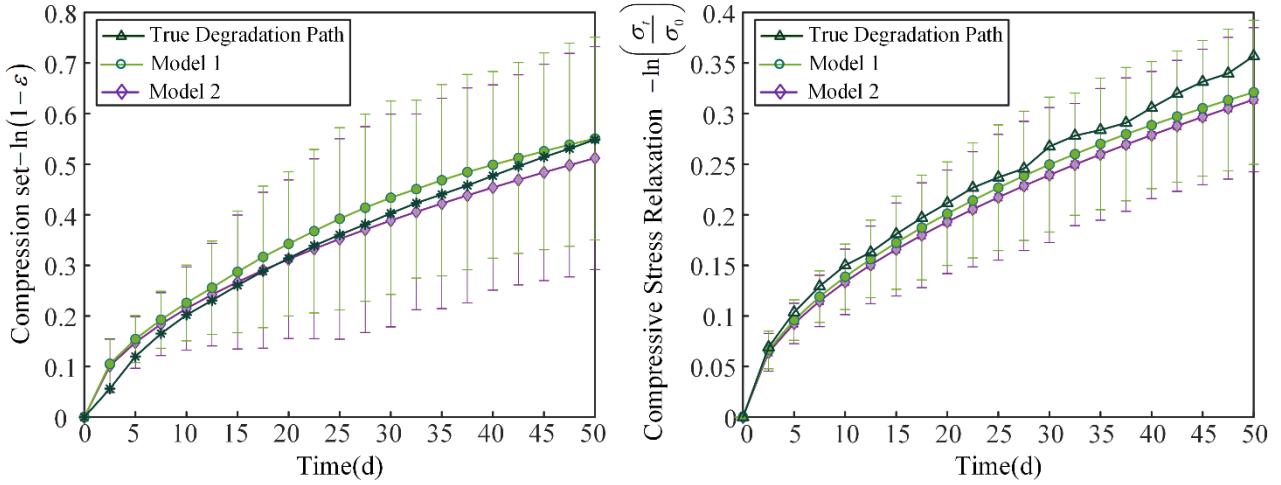 0.8
0.7
0.6
0.5
0.4
0.3
0.2
0.1
0
Compression set−ln(1−ε)
True Degradation Path
Model 1
Model 2
0 5 10 15 20 25 30 35 40 45 50
Time(d)
0.4
0.35
0.3
0.25
0.2
0.15
0.1
0.05
0
Compressive Stress Relaxation −ln(σt/σ0)
True Degradation Path
Model 1
Model 2
0 5 10 15 20 25 30 35 40 45 50
Time(d)